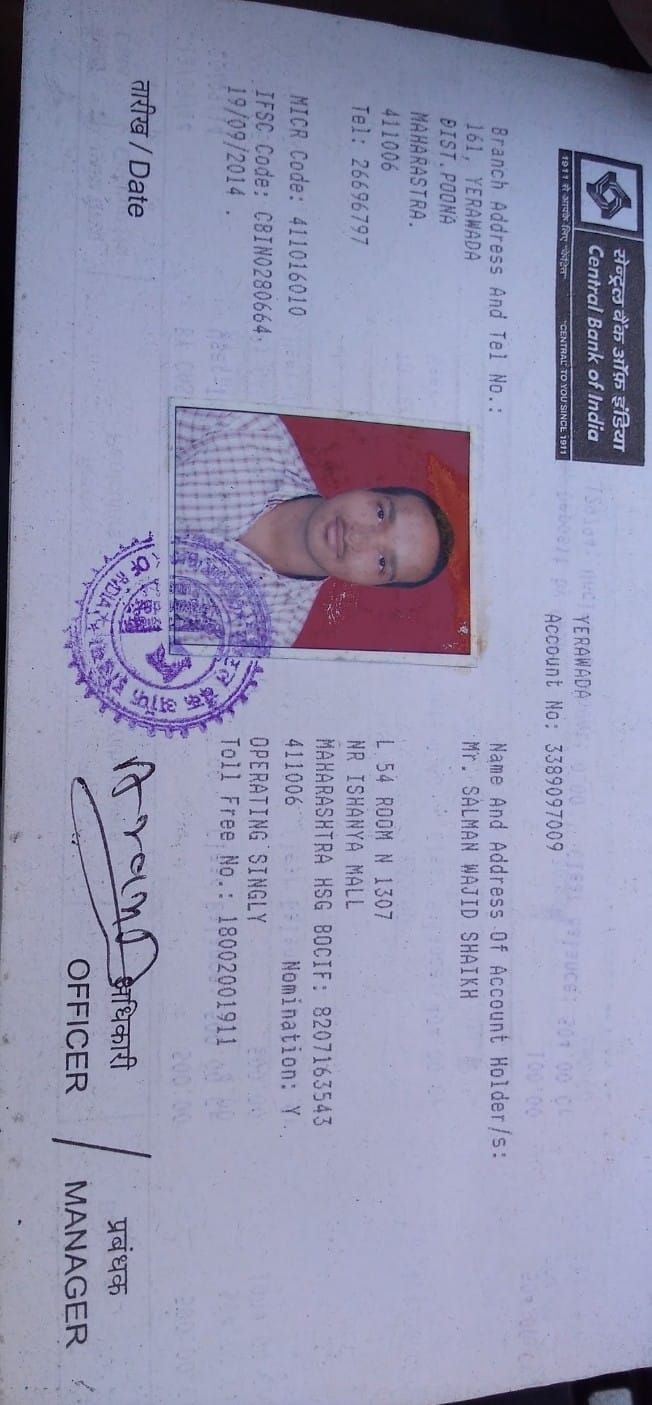 सेन्ट्रल बैंक ऑफ़ इंडिया
Central Bank of India
1911 से आपके लिए "केंद्रित" "CENTRAL" TO YOU SINCE 1911
YERAWADA
Account No: 3389097009
Branch Address And Tel No.:
161, YERAWADA
DIST.POONA
MAHARASTRA.
411006
Tel: 26696797
MICR Code: 411016010
IFSC Code: CBIN0280664
19/09/2014 .
Name And Address Of Account Holder/s:
Mr. SALMAN WAJID SHAIKH
L 54 ROOM N 1307
NR ISHANYA MALL
MAHARASHTRA HSG BOCIF: 8207163543
411006 Nomination: Y
OPERATING SINGLY
Toll Free No.: 18002001911
तारीख / Date
अधिकारी / प्रबंधक
OFFICER / MANAGER